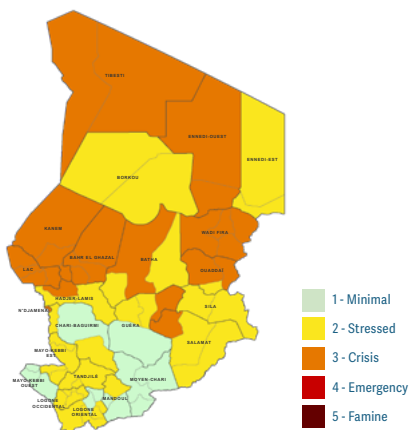 TIBESTI
ENNEDI-OUEST
ENNEDI-EST
BORKOU
KANEM
WADI FIRA
BAHR EL GHAZAL
BATHA
LAC
OUADDAÏ
HADJER-LAMIS
SILA
N'DJAMENA
CHARI-BAGUIRMI
GUÉRA
SALAMAT
MAYO-KEBBI
EST
TANDJILÉ
MAYO-KEBBI
OUEST
MOYEN-CHARI
LOGONE
OCCIDENTAL
MANDOUL
LOGONE
ORIENTAL
1 - Minimal
2 - Stressed
3 - Crisis
4 - Emergency
5 - Famine